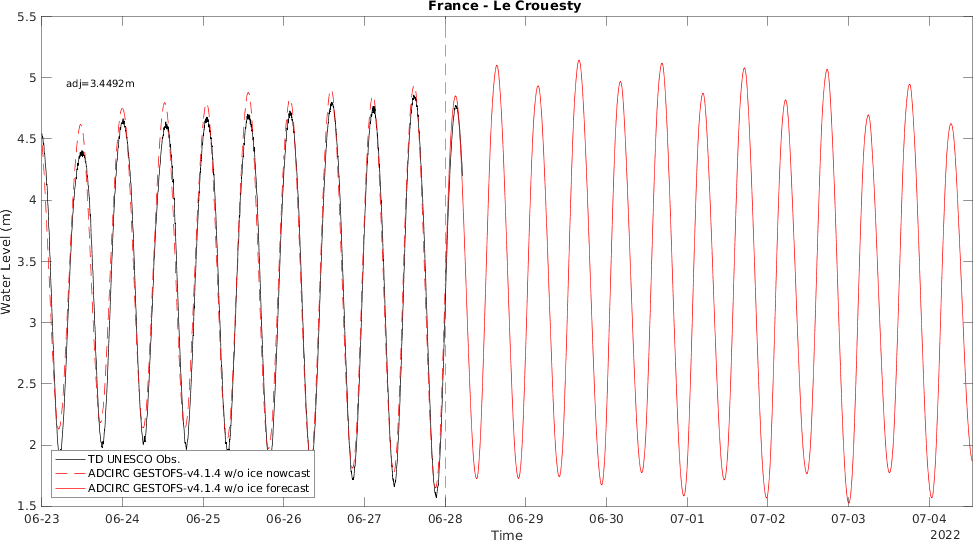 France - Le Crouesty
5.5
5
4.5
4
3.5
3
2.5
2
1.5
Water Level (m)
adj=3.4492m
TD UNESCO Obs.
ADCIRC GESTOFS-v4.1.4 w/o ice nowcast
ADCIRC GESTOFS-v4.1.4 w/o ice forecast
06-23 06-24 06-25 06-26 06-27 06-28 06-29 06-30 07-01 07-02 07-03 07-04
Time
2022